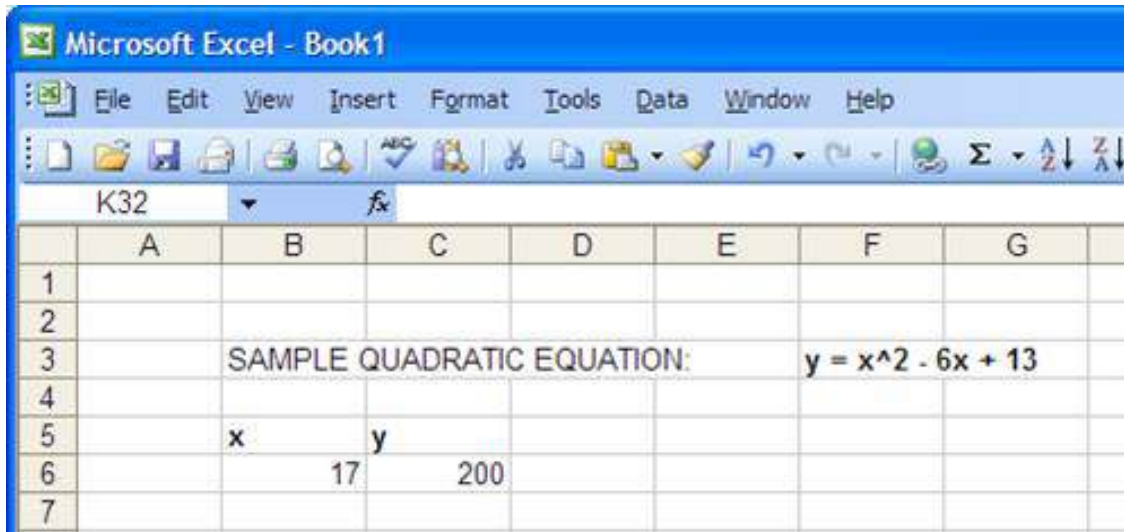 Microsoft Excel - Book1
File Edit View Insert Format Tools Data Window Help
ABC Σ A Z Z A
K32 fx
A B C D E F G
1
2
3 SAMPLE QUADRATIC EQUATION: y = x^2 - 6x + 13
4
5 x y
6 17 200
7